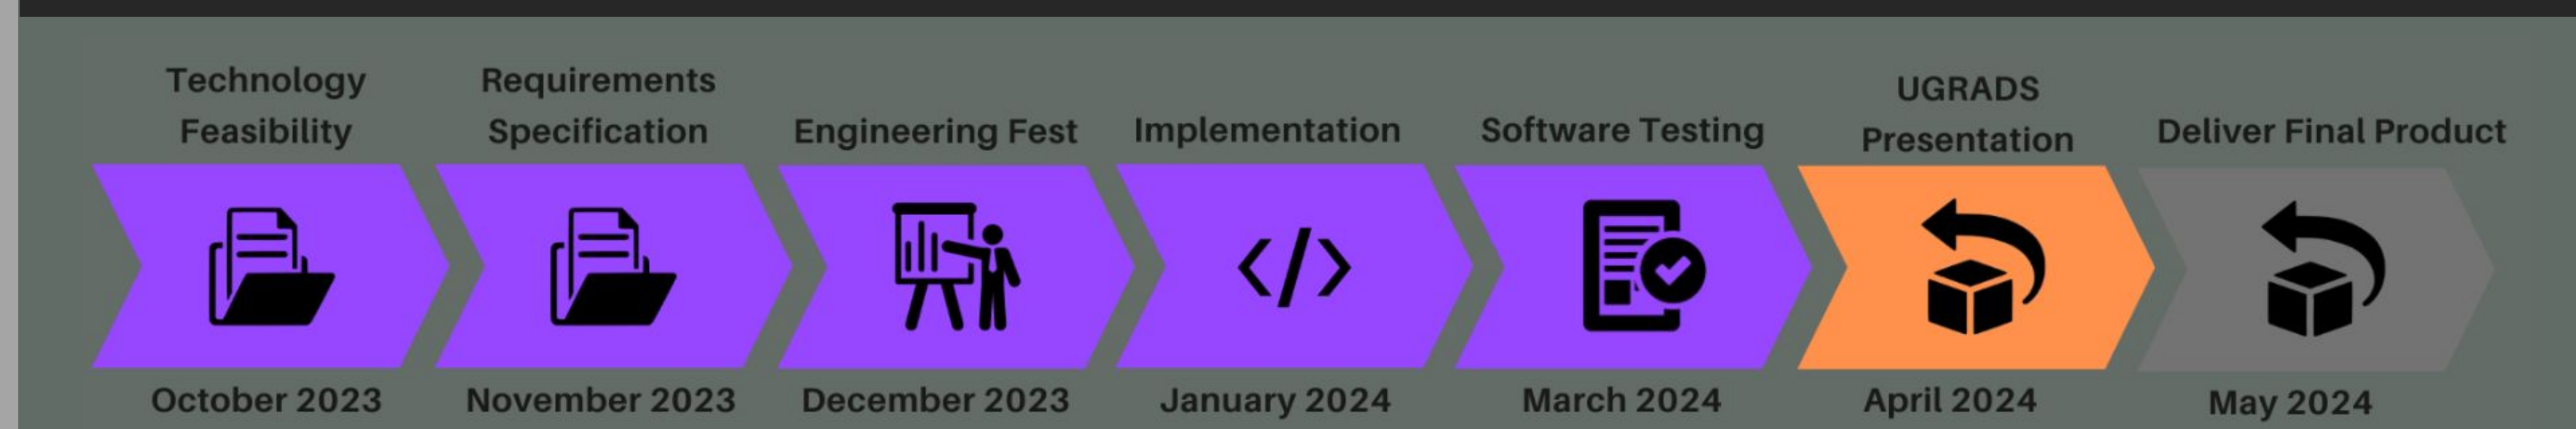 Technology
Feasibility
October 2023
Requirements
Specification
November 2023
Engineering Fest
December 2023
Implementation
</>
January 2024
Software Testing
March 2024
UGRADS
Presentation
April 2024
Deliver Final Product
May 2024